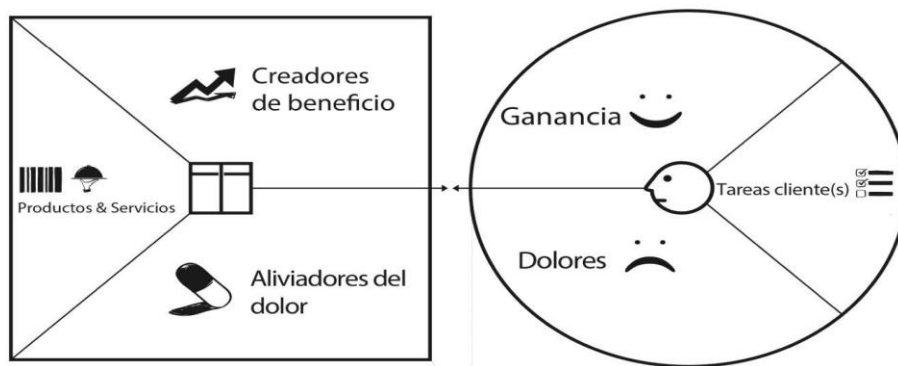 Creadores
de beneficio
Productos & Servicios
Aliviadores del
dolor
Ganancia
Tareas cliente(s)
Dolores